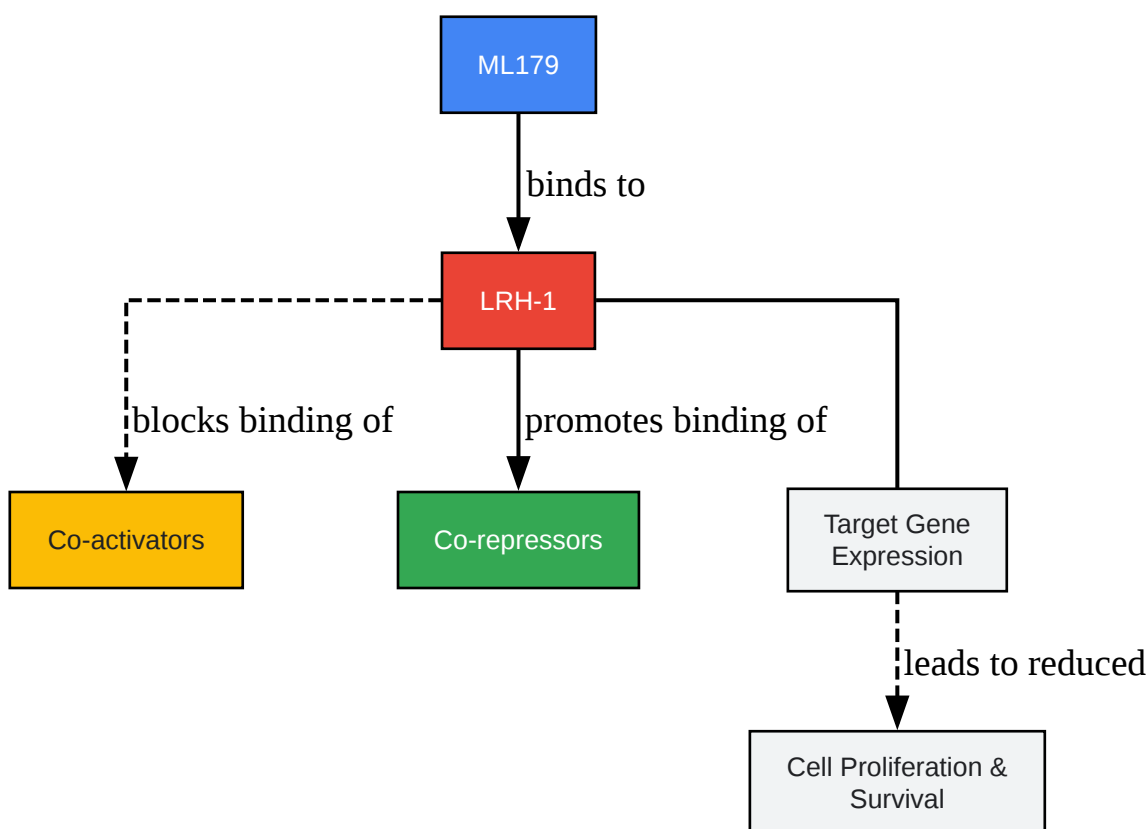 ML179
binds to
LRH-1
blocks binding of
promotes binding of
Co-activators
Co-repressors
Target Gene
Expression
leads to reduced
Cell Proliferation &
Survival